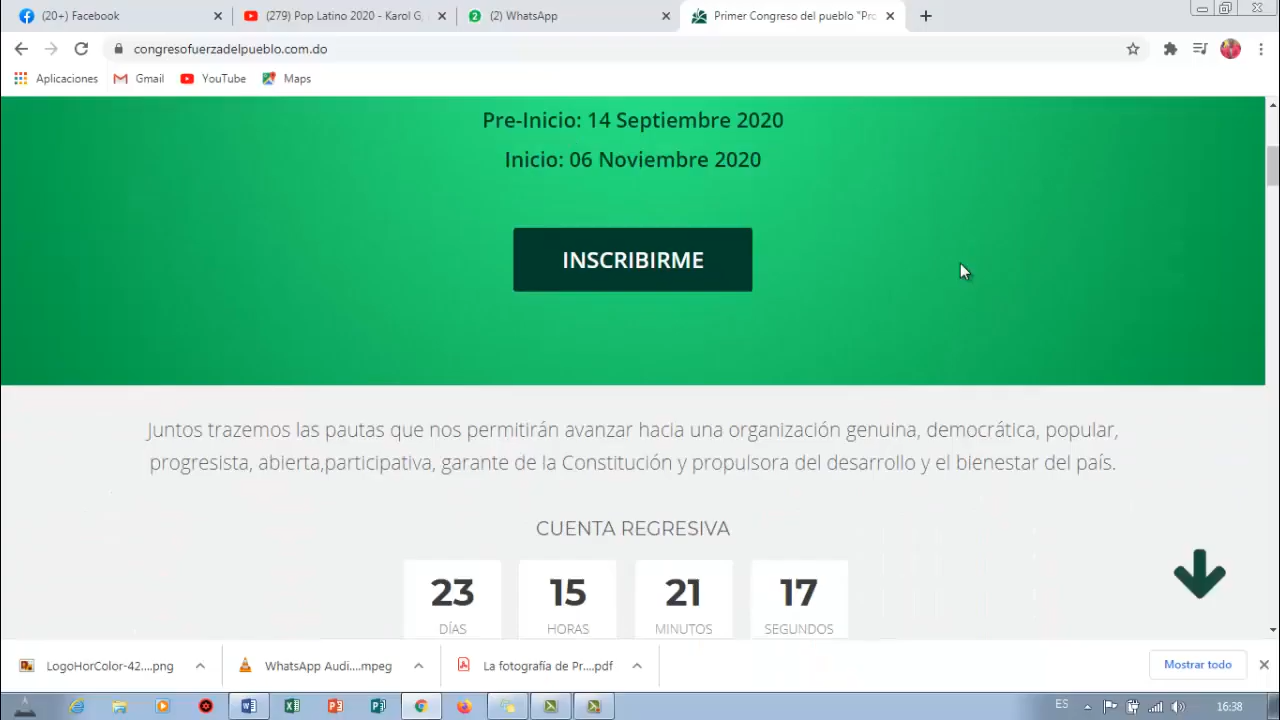 (20+) Facebook
(279) Pop Latino 2020 - Karol G,
2
(2) WhatsApp
Primer Congreso del pueblo "Pro
congresofuerzadelpueblo.com.do
Aplicaciones
Gmail
YouTube
Maps
Pre-Inicio: 14 Septiembre 2020
Inicio: 06 Noviembre 2020
INSCRIBIRME
Juntos trazemos las pautas que nos permitirán avanzar hacia una organización genuina, democrática, popular,
progresista, abierta,participativa, garante de la Constitución y propulsora del desarrollo y el bienestar del país.
CUENTA REGRESIVA
23 15 21 17
DÍAS HORAS MINUTOS SEGUNDOS
LogoHorColor-42....png
WhatsApp Audi....mpeg
La fotografía de Pr....pdf
Mostrar todo
ES
16:38